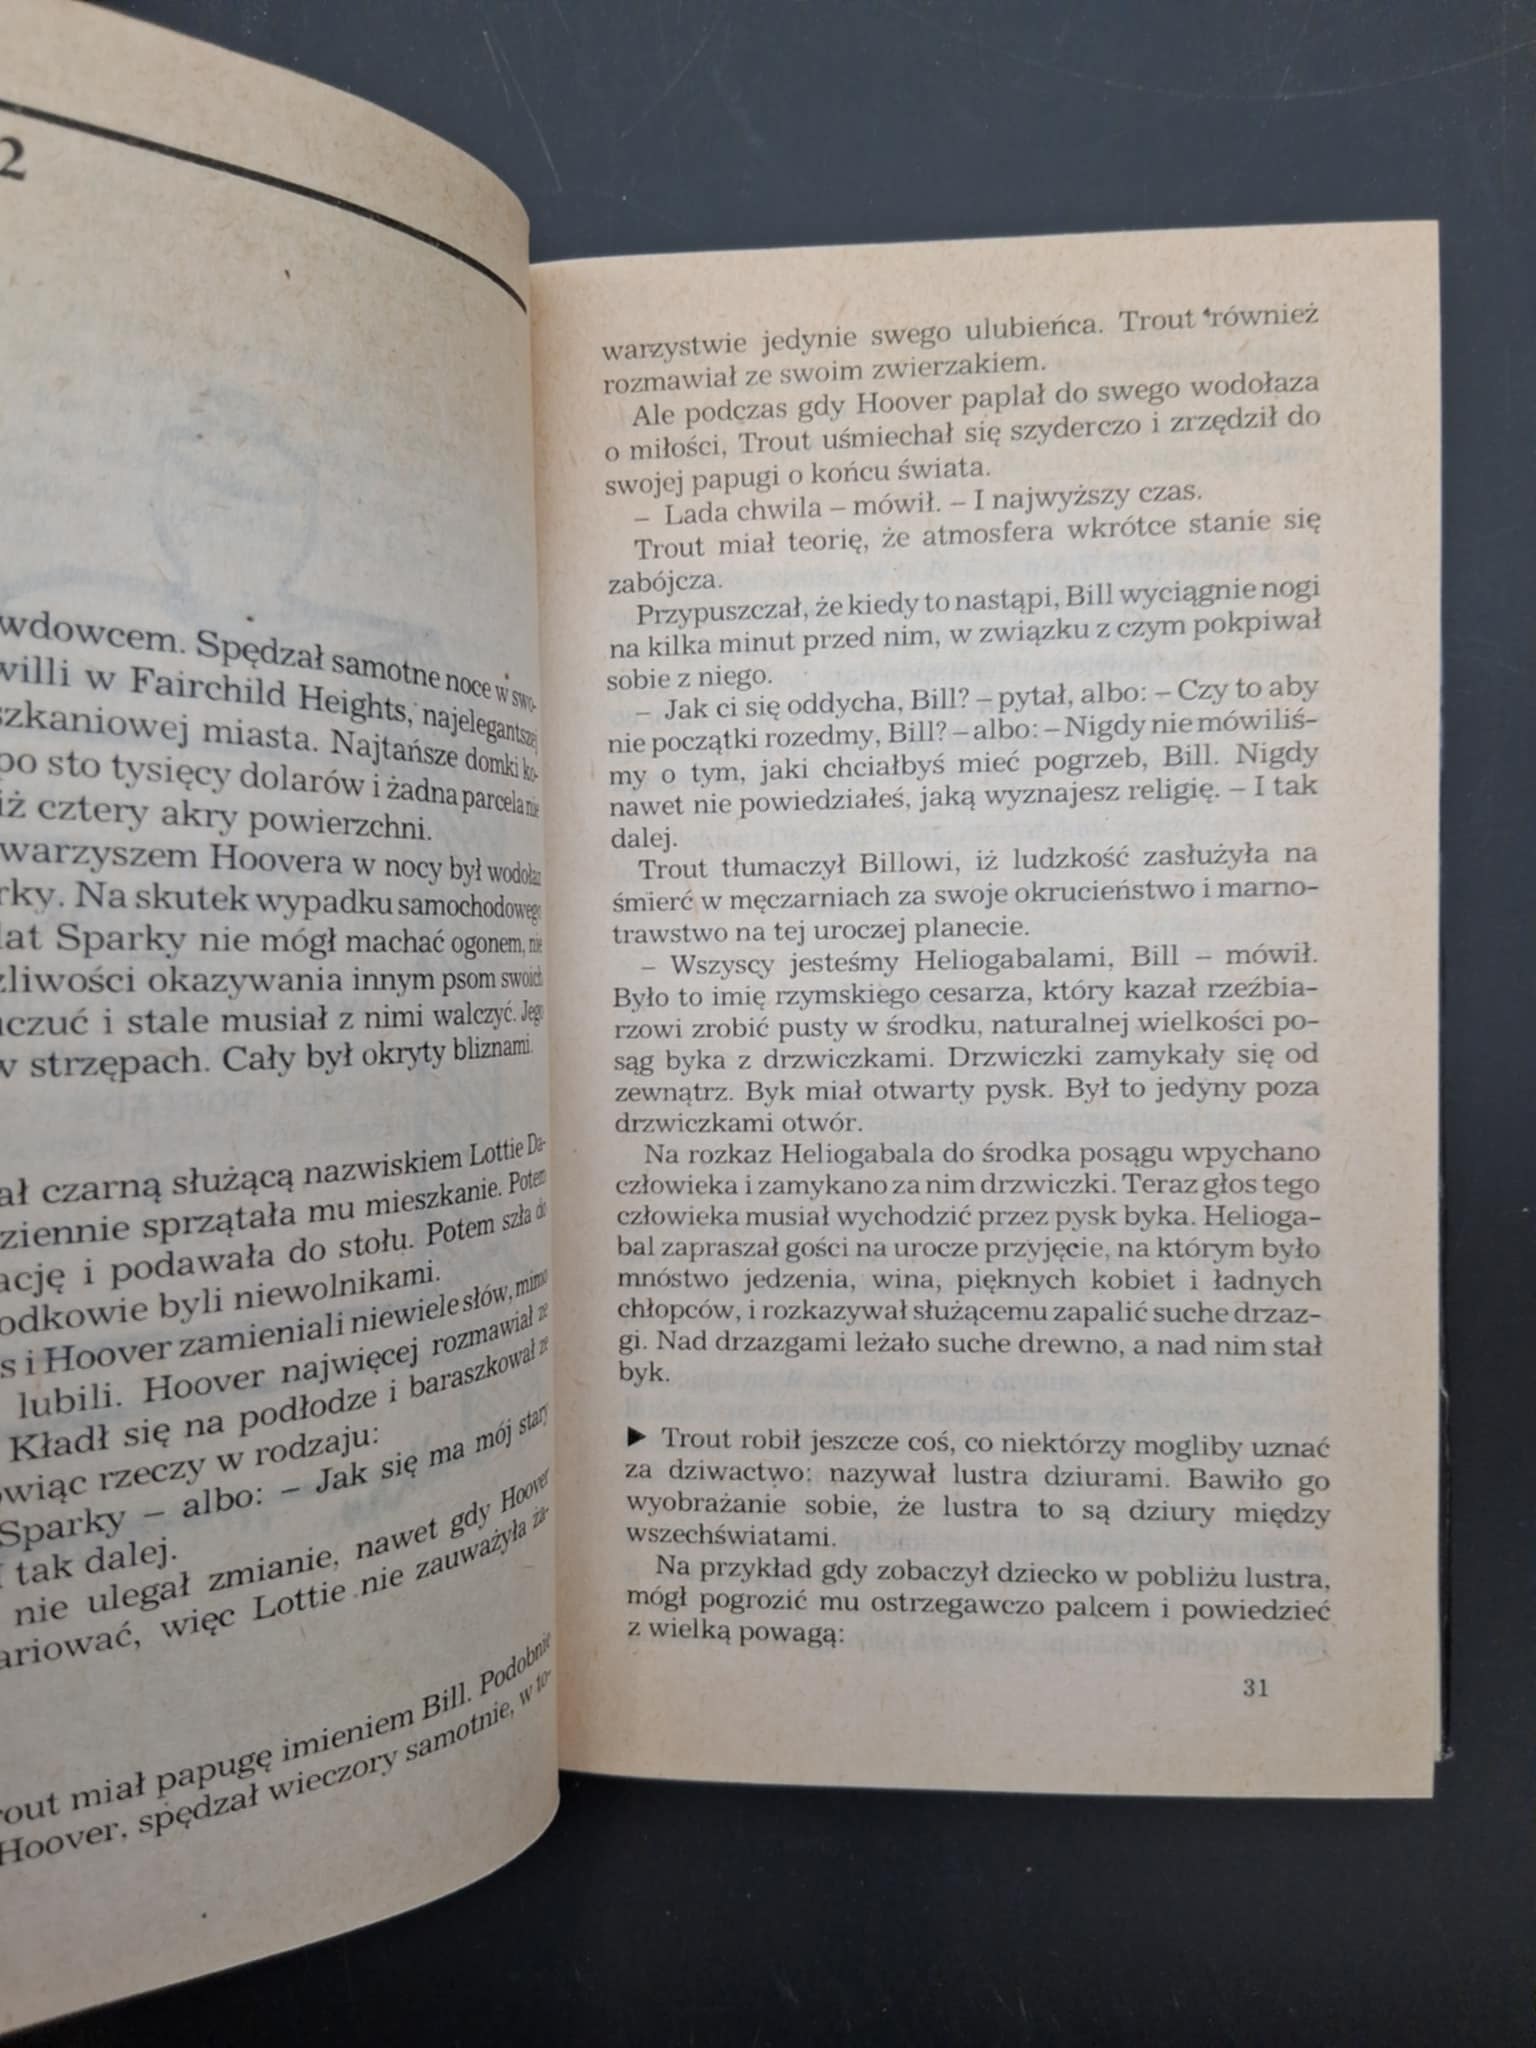 2
wdowcem. Spędzał samotne noce w swo-
willi w Fairchild Heights, najelegantszej
szkaniowej miasta. Najtańsze domki ko-
po sto tysięcy dolarów i żadna parcela nie
iż cztery akry powierzchni.
warzyszem Hoovera w nocy był wodołaz
rky. Na skutek wypadku samochodowego
lat Sparky nie mógł machać ogonem, nie
żliwości okazywania innym psom swoich
uczuć i stale musiał z nimi walczyć. Jego
w strzępach. Cały był okryty bliznami.
ał czarną służącą nazwiskiem Lottie Da-
ziennie sprzątała mu mieszkanie. Potem
ację i podawała do stołu. Potem szła do
odkowie byli niewolnikami.
s i Hoover zamieniali niewiele słów, mimo
lubili. Hoover najwięcej rozmawiał ze
Kładł się na podłodze i baraszkował ze
owiąc rzeczy w rodzaju:
Sparky – albo: – Jak się ma mój stary
I tak dalej.
nie ulegał zmianie, nawet gdy Hoover
ariować, więc Lottie nie zauważyłaża-
rout miał papugę imieniem Bill. Podobnie
Hoover, spędzał wieczory samotnie, w to-
warzystwie jedynie swego ulubieńca. Trout również
rozmawiał ze swoim zwierzakiem.
Ale podczas gdy Hoover paplał do swego wodołaza
o miłości, Trout uśmiechał się szyderczo i zrzędził do
swojej papugi o końcu świata.
– Lada chwila – mówił. – I najwyższy czas.
Trout miał teorię, że atmosfera wkrótce stanie się
zabójcza.
Przypuszczał, że kiedy to nastąpi, Bill wyciągnie nogi
na kilka minut przed nim, w związku z czym pokpiwał
sobie z niego.
– Jak ci się oddycha, Bill? – pytał, albo: – Czy to aby
nie początki rozedmy, Bill? – albo: – Nigdy nie mówiliś-
my o tym, jaki chciałbyś mieć pogrzeb, Bill. Nigdy
nawet nie powiedziałeś, jaką wyznajesz religię. – I tak
dalej.
Trout tłumaczył Billowi, iż ludzkość zasłużyła na
śmierć w męczarniach za swoje okrucieństwo i marno-
trawstwo na tej uroczej planecie.
– Wszyscy jesteśmy Heliogabalami, Bill – mówił.
Było to imię rzymskiego cesarza, który kazał rzeźbia-
rzowi zrobić pusty w środku, naturalnej wielkości po-
sąg byka z drzwiczkami. Drzwiczki zamykały się od
zewnątrz. Byk miał otwarty pysk. Był to jedyny poza
drzwiczkami otwór.
Na rozkaz Heliogabala do środka posągu wpychano
człowieka i zamykano za nim drzwiczki. Teraz głos tego
człowieka musiał wychodzić przez pysk byka. Helioga-
bal zapraszał gości na urocze przyjęcie, na którym było
mnóstwo jedzenia, wina, pięknych kobiet i ładnych
chłopców, i rozkazywał służącemu zapalić suche drzaz-
gi. Nad drzazgami leżało suche drewno, a nad nim stał
byk.
► Trout robił jeszcze coś, co niektórzy mogliby uznać
za dziwactwo: nazywał lustra dziurami. Bawiło go
wyobrażanie sobie, że lustra to są dziury między
wszechświatami.
Na przykład gdy zobaczył dziecko w pobliżu lustra,
mógł pogrozić mu ostrzegawczo palcem i powiedzieć
z wielką powagą:
31